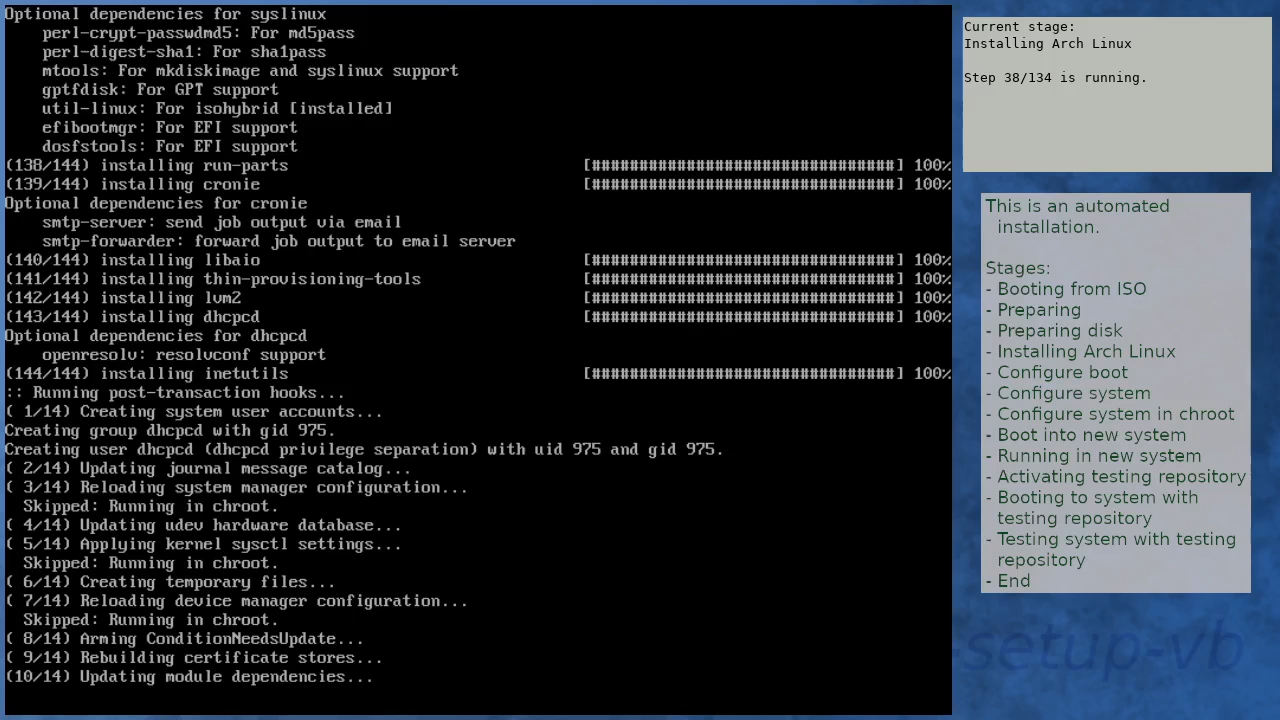 Optional dependencies for syslinux
perl-crypt-passwdmd5: For md5pass
perl-digest-sha1: For sha1pass
mtools: For mkdiskimage and syslinux support
gptfdisk: For GPT support
util-linux: For isohybrid [installed]
efibootmgr: For EFI support
dosfstools: For EFI support
(138/144) installing run-parts [################################] 100%
(139/144) installing cronie [################################] 100%
Optional dependencies for cronie
smtp-server: send job output via email
smtp-forwarder: forward job output to email server
(140/144) installing libaio [################################] 100%
(141/144) installing thin-provisioning-tools [################################] 100%
(142/144) installing lvm2 [################################] 100%
(143/144) installing dhcpcd [################################] 100%
Optional dependencies for dhcpcd
openresolv: resolvconf support
(144/144) installing inetutils [################################] 100%
:: Running post-transaction hooks...
( 1/14) Creating system user accounts...
Creating group dhcpcd with gid 975.
Creating user dhcpcd (dhcpcd privilege separation) with uid 975 and gid 975.
( 2/14) Updating journal message catalog...
( 3/14) Reloading system manager configuration...
Skipped: Running in chroot.
( 4/14) Updating udev hardware database...
( 5/14) Applying kernel sysctl settings...
Skipped: Running in chroot.
( 6/14) Creating temporary files...
( 7/14) Reloading device manager configuration...
Skipped: Running in chroot.
( 8/14) Arming ConditionNeedsUpdate...
( 9/14) Rebuilding certificate stores...
(10/14) Updating module dependencies...
Current stage:
Installing Arch Linux
Step 38/134 is running.
This is an automated
installation.
Stages:
- Booting from ISO
- Preparing
- Preparing disk
- Installing Arch Linux
- Configure boot
- Configure system
- Configure system in chroot
- Boot into new system
- Running in new system
- Activating testing repository
- Booting to system with
testing repository
- Testing system with testing
repository
- End
-setup-vb